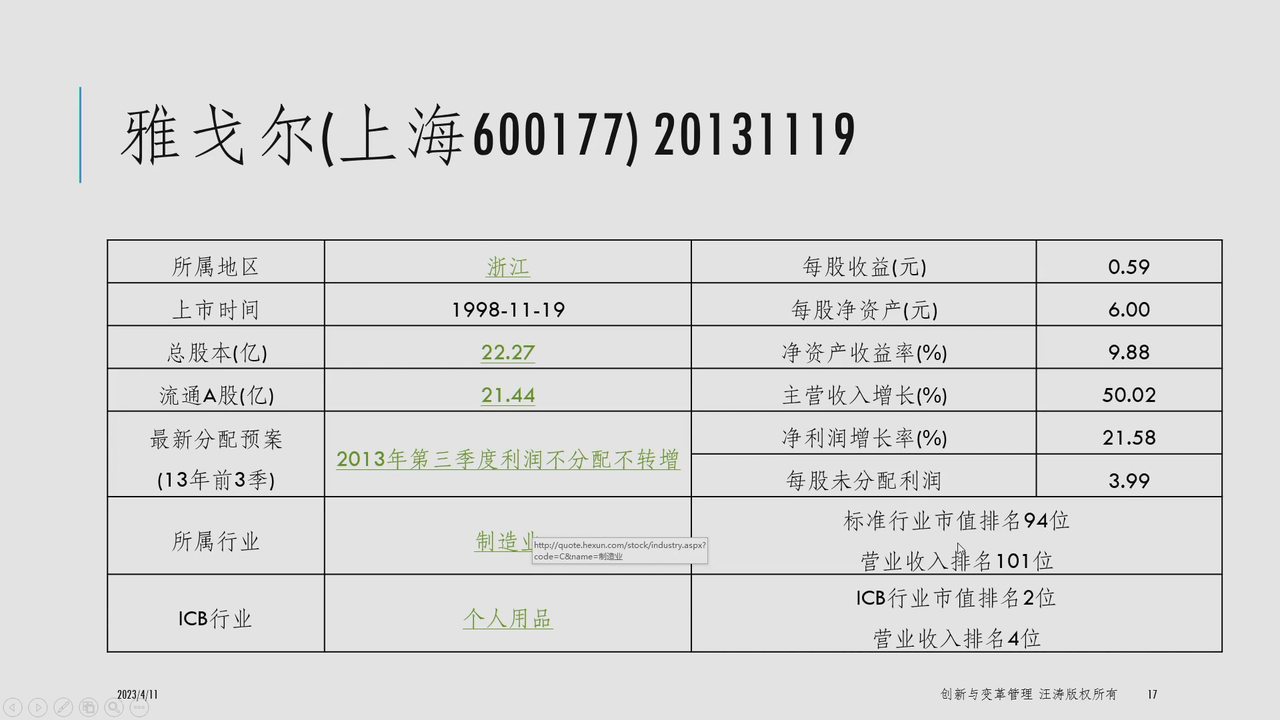 雅戈尔(上海600177) 20131119
所属地区 浙江 每股收益(元) 0.59
上市时间 1998-11-19 每股净资产(元) 6.00
总股本(亿) 22.27 净资产收益率(%) 9.88
流通A股(亿) 21.44 主营收入增长(%) 50.02
最新分配预案
(13年前3季)
2013年第三季度利润不分配不转增
净利润增长率(%) 21.58
每股未分配利润 3.99
所属行业 制造业
http://quote.hexun.com/stock/industry.aspx?
code=C&name=制造业
标准行业市值排名94位
营业收入排名101位
ICB行业 个人用品
ICB行业市值排名2位
营业收入排名4位
2023/4/11 创新与变革管理 汪涛版权所有 17